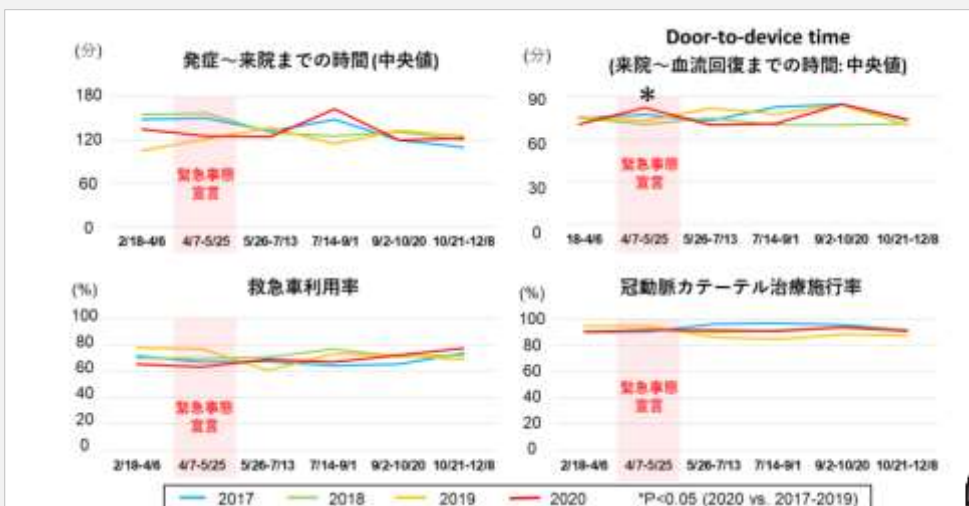 (分)
発症～来院までの時間(中央値)
180
120
60
0
緊急事態
宣言
2/18-4/6 4/7-5/25 5/26-7/13 7/14-9/1 9/2-10/20 10/21-12/8
Door-to-device time
(分)
(来院～血流回復までの時間: 中央値)
*
90
60
30
0
緊急事態
宣言
18-4/6 4/7-5/25 5/26-7/13 7/14-9/1 9/2-10/20 10/21-12/8
(%)
救急車利用率
100
80
60
40
20
0
緊急事態
宣言
2/18-4/6 4/7-5/25 5/26-7/13 7/14-9/1 9/2-10/20 10/21-12/8
(%)
冠動脈カテーテル治療施行率
100
80
60
40
20
0
緊急事態
宣言
2/18-4/6 4/7-5/25 5/26-7/13 7/14-9/1 9/2-10/20 10/21-12/8
2017 2018 2019 2020 *P<0.05 (2020 vs. 2017-2019)